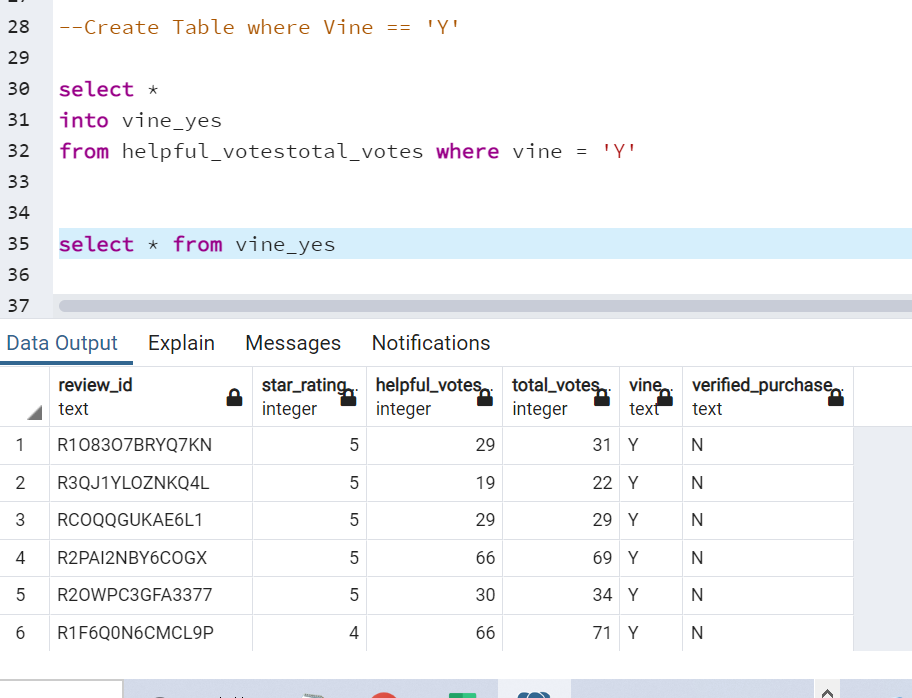 28 --Create Table where Vine == 'Y'
29
30 select *
31 into vine_yes
32 from helpful_votestotal_votes where vine = 'Y'
33
34
35 select * from vine_yes
36
37
Data Output Explain Messages Notifications
review_id star_rating.. helpful_votes.. total_votes.. vine.. verified_purchase..
text integer integer integer text text
1 R1O83O7BRYQ7KN 5 29 31 Y N
2 R3QJ1YLOZNKQ4L 5 19 22 Y N
3 RCOQQGUKAE6L1 5 29 29 Y N
4 R2PAI2NBY6COGX 5 66 69 Y N
5 R2OWPC3GFA3377 5 30 34 Y N
6 R1F6Q0N6CMCL9P 4 66 71 Y N